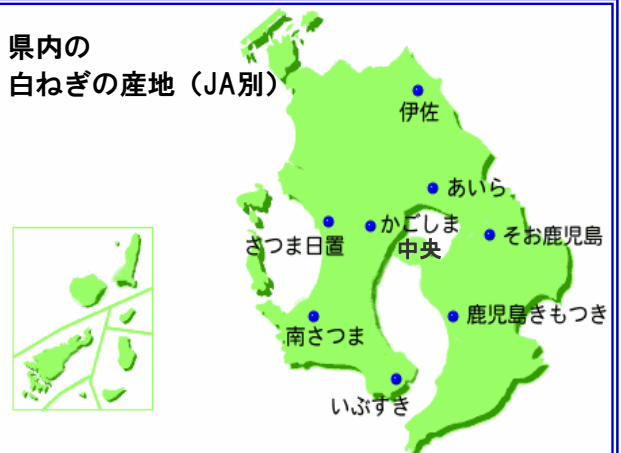 県内の
白ねぎの産地（JA別）
伊佐
あいら
かごしま
中央
さつま日置
そお鹿児島
南さつま
鹿児島きもつき
いぶすき